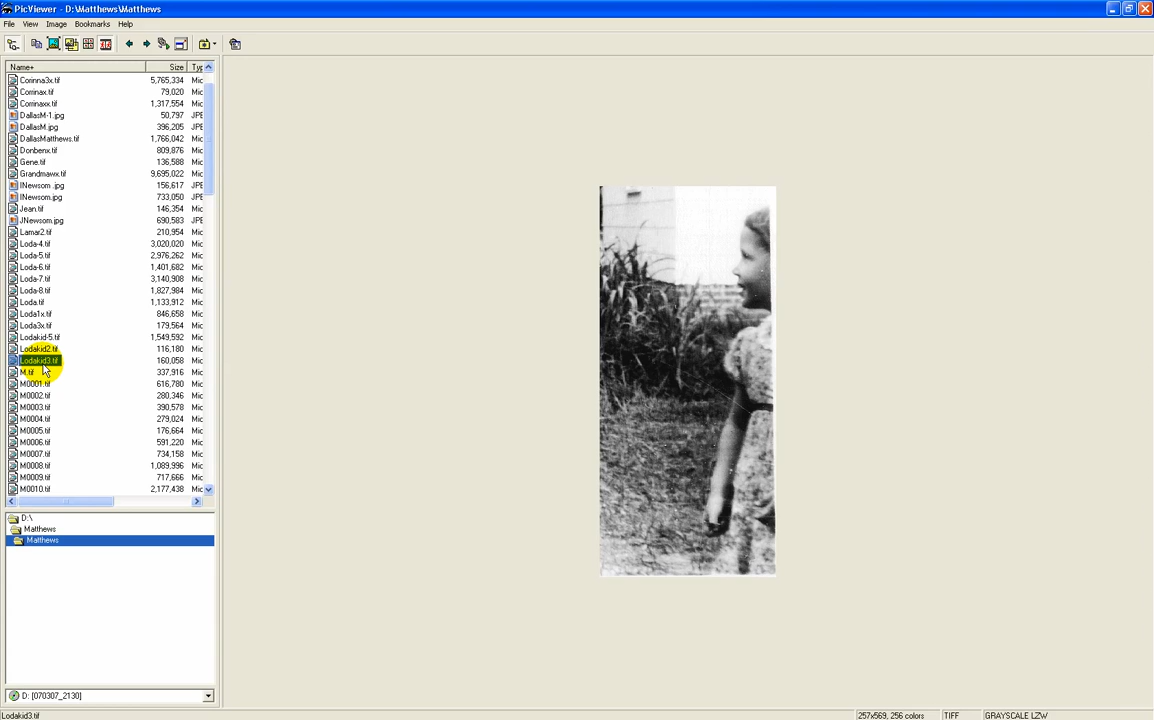 PicViewer - D:\Matthews\Matthews
File View Image Bookmarks Help
Name+ Size Typ
Corinna3x.tif 5,765,334 Mic
Corrinax.tif 79,020 Mic
Corrinaxx.tif 1,317,554 Mic
DallasM-1.jpg 50,797 JPE
DallasM.jpg 396,205 JPE
DallasMatthews.tif 1,766,042 Mic
Donbenx.tif 809,876 Mic
Gene.tif 136,588 Mic
Grandmawx.tif 9,695,022 Mic
INewsom .jpg 156,617 JPE
INewsom.jpg 733,050 JPE
Jean.tif 146,354 Mic
JNewsom.jpg 690,583 JPE
Lamar2.tif 210,954 Mic
Loda-4.tif 3,020,020 Mic
Loda-5.tif 2,976,262 Mic
Loda-6.tif 1,401,682 Mic
Loda-7.tif 3,140,908 Mic
Loda-8.tif 1,827,984 Mic
Loda.tif 1,133,912 Mic
Loda1x.tif 846,658 Mic
Loda3x.tif 179,564 Mic
Lodakid-5.tif 1,549,592 Mic
Lodakid2.tif 116,180 Mic
Lodakid3.tif 160,058 Mic
M.tif 337,916 Mic
M0001.tif 616,780 Mic
M0002.tif 280,346 Mic
M0003.tif 390,578 Mic
M0004.tif 279,024 Mic
M0005.tif 176,664 Mic
M0006.tif 591,220 Mic
M0007.tif 734,158 Mic
M0008.tif 1,089,996 Mic
M0009.tif 717,666 Mic
M0010.tif 2,177,438 Mic
D:\
Matthews
Matthews
D: [070307_2130]
Lodakid3.tif 257x569, 256 colors TIFF GRAYSCALE LZW